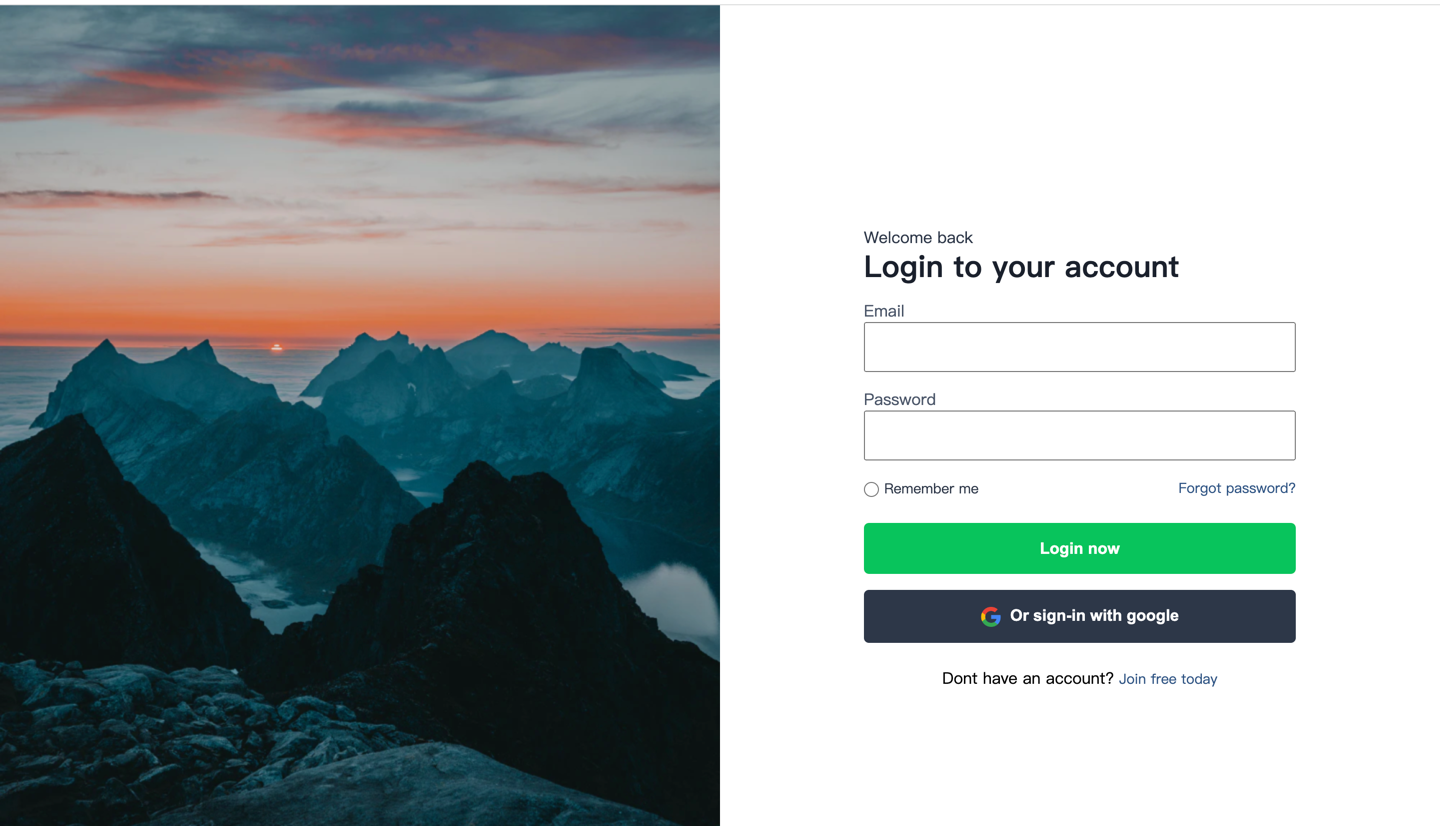 Welcome back
Login to your account
Email
Password
Remember me
Forgot password?
Login now
Or sign-in with google
Dont have an account? Join free today